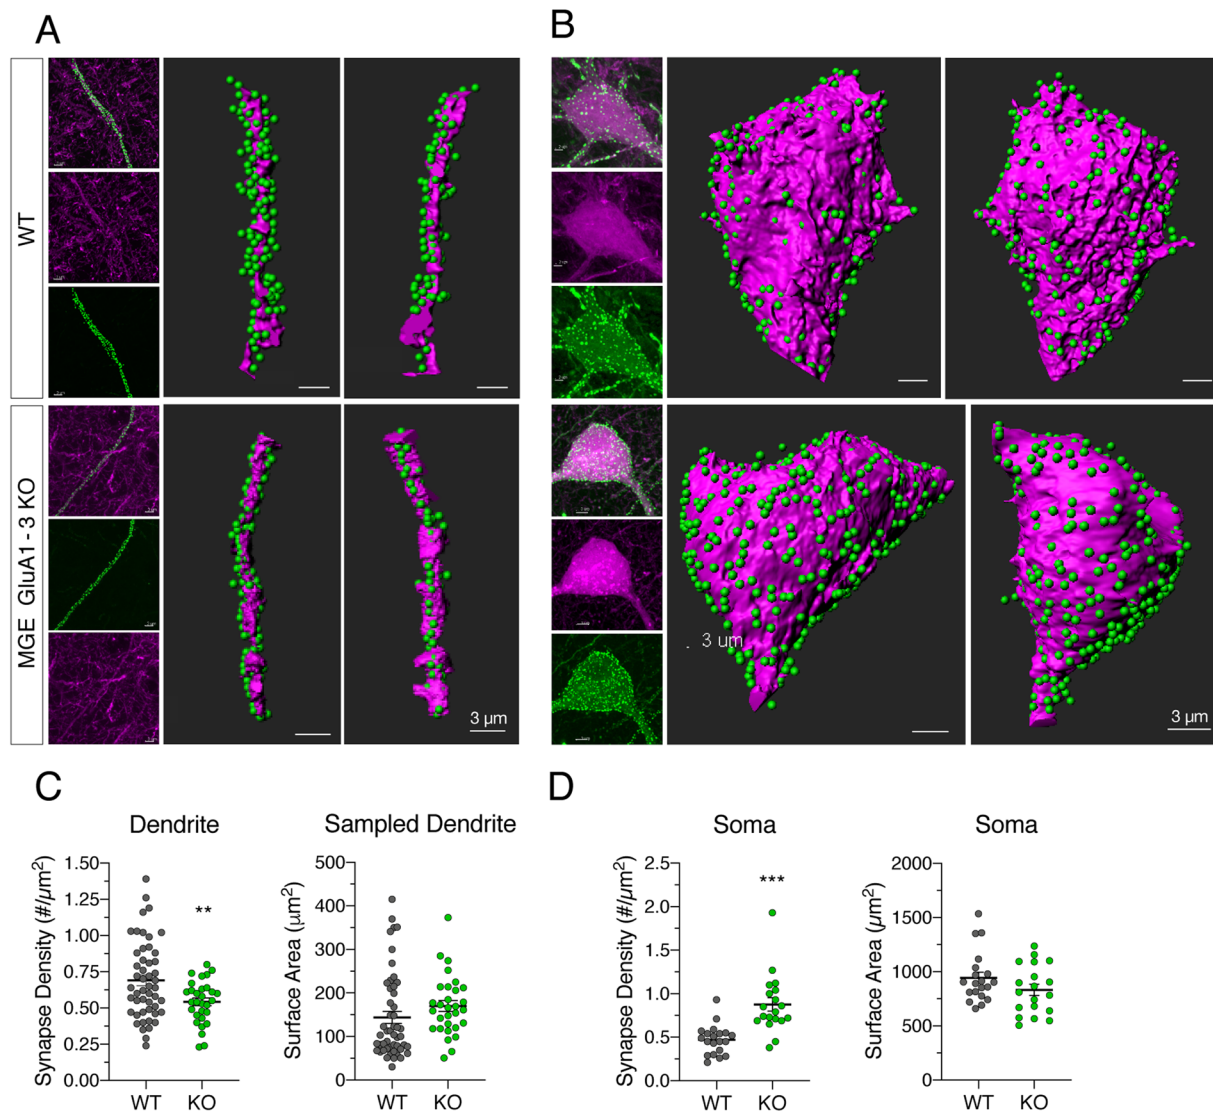 A
B
WT
MGE GluA1 - 3 KO
3 um
3 µm
3 µm
C
D
Dendrite
Sampled Dendrite
Soma
Soma
Synapse Density (#/µm2)
1.50
1.25
1.00
0.75
0.50
0.25
0.00
**
WT
KO
Surface Area (µm2)
500
400
300
200
100
0
WT
KO
Synapse Density (#/µm2)
2.5
2.0
1.5
1.0
0.5
0.0
***
WT
KO
Surface Area (µm2)
2000
1500
1000
500
0
WT
KO